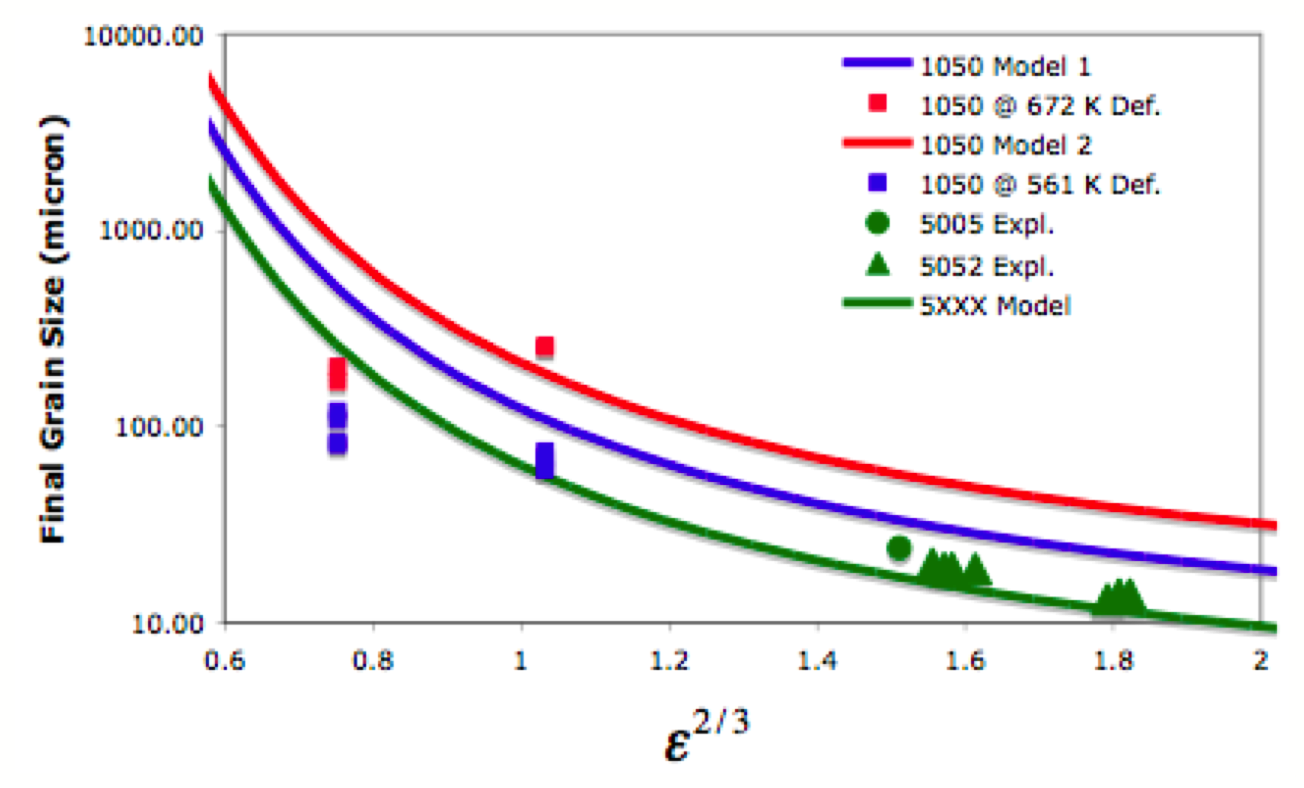 10000.00
1000.00
100.00
10.00
Final Grain Size (micron)
1050 Model 1
1050 @ 672 K Def.
1050 Model 2
1050 @ 561 K Def.
5005 Expl.
5052 Expl.
5XXX Model
0.6 0.8 1 1.2 1.4 1.6 1.8 2
ε^2/3